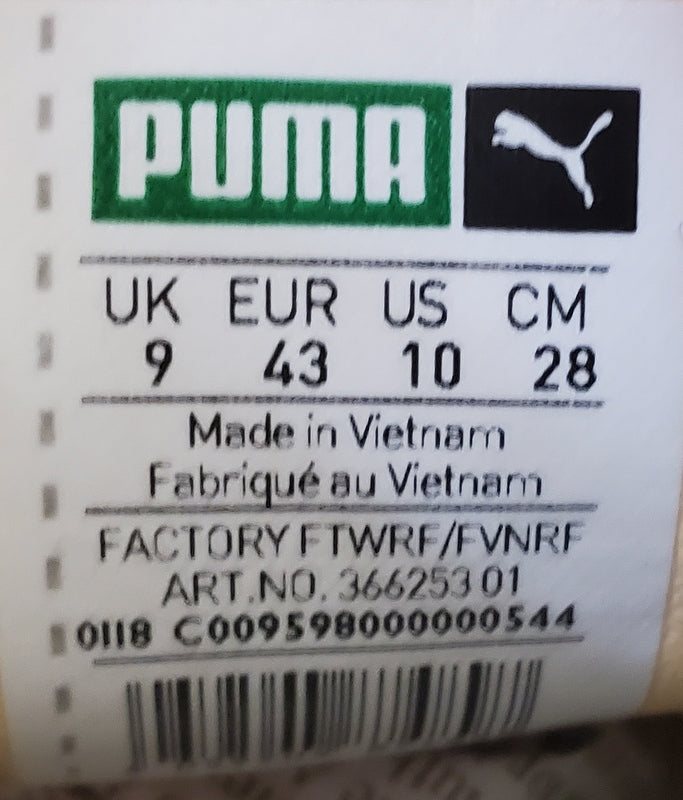 PUMA
UK EUR US CM
9 43 10 28
Made in Vietnam
Fabriqué au Vietnam
FACTORY FTWRF/FVNRF
ART.NO. 366253 01
0118 C009598000000544